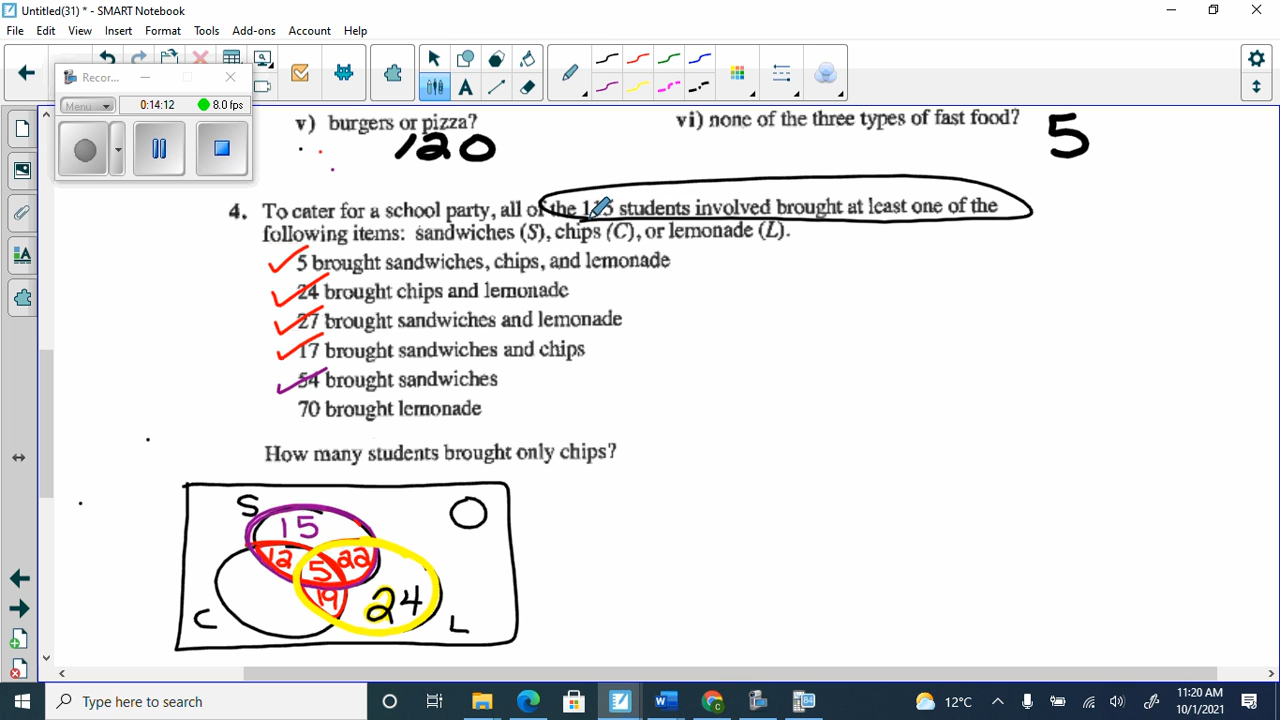 Untitled(31) * - SMART Notebook
File Edit View Insert Format Tools Add-ons Account Help
Recor...
Menu 0:14:12 8.0 fps
v) burgers or pizza?
120
vi) none of the three types of fast food?
5
4. To cater for a school party, all of the students involved brought at least one of the
following items: sandwiches (S), chips (C), or lemonade (L).
5 brought sandwiches, chips, and lemonade
24 brought chips and lemonade
27 brought sandwiches and lemonade
17 brought sandwiches and chips
54 brought sandwiches
70 brought lemonade
How many students brought only chips?
S 0
15
12 5 22
19 24
C L
Type here to search
12°C
11:20 AM
10/1/2021